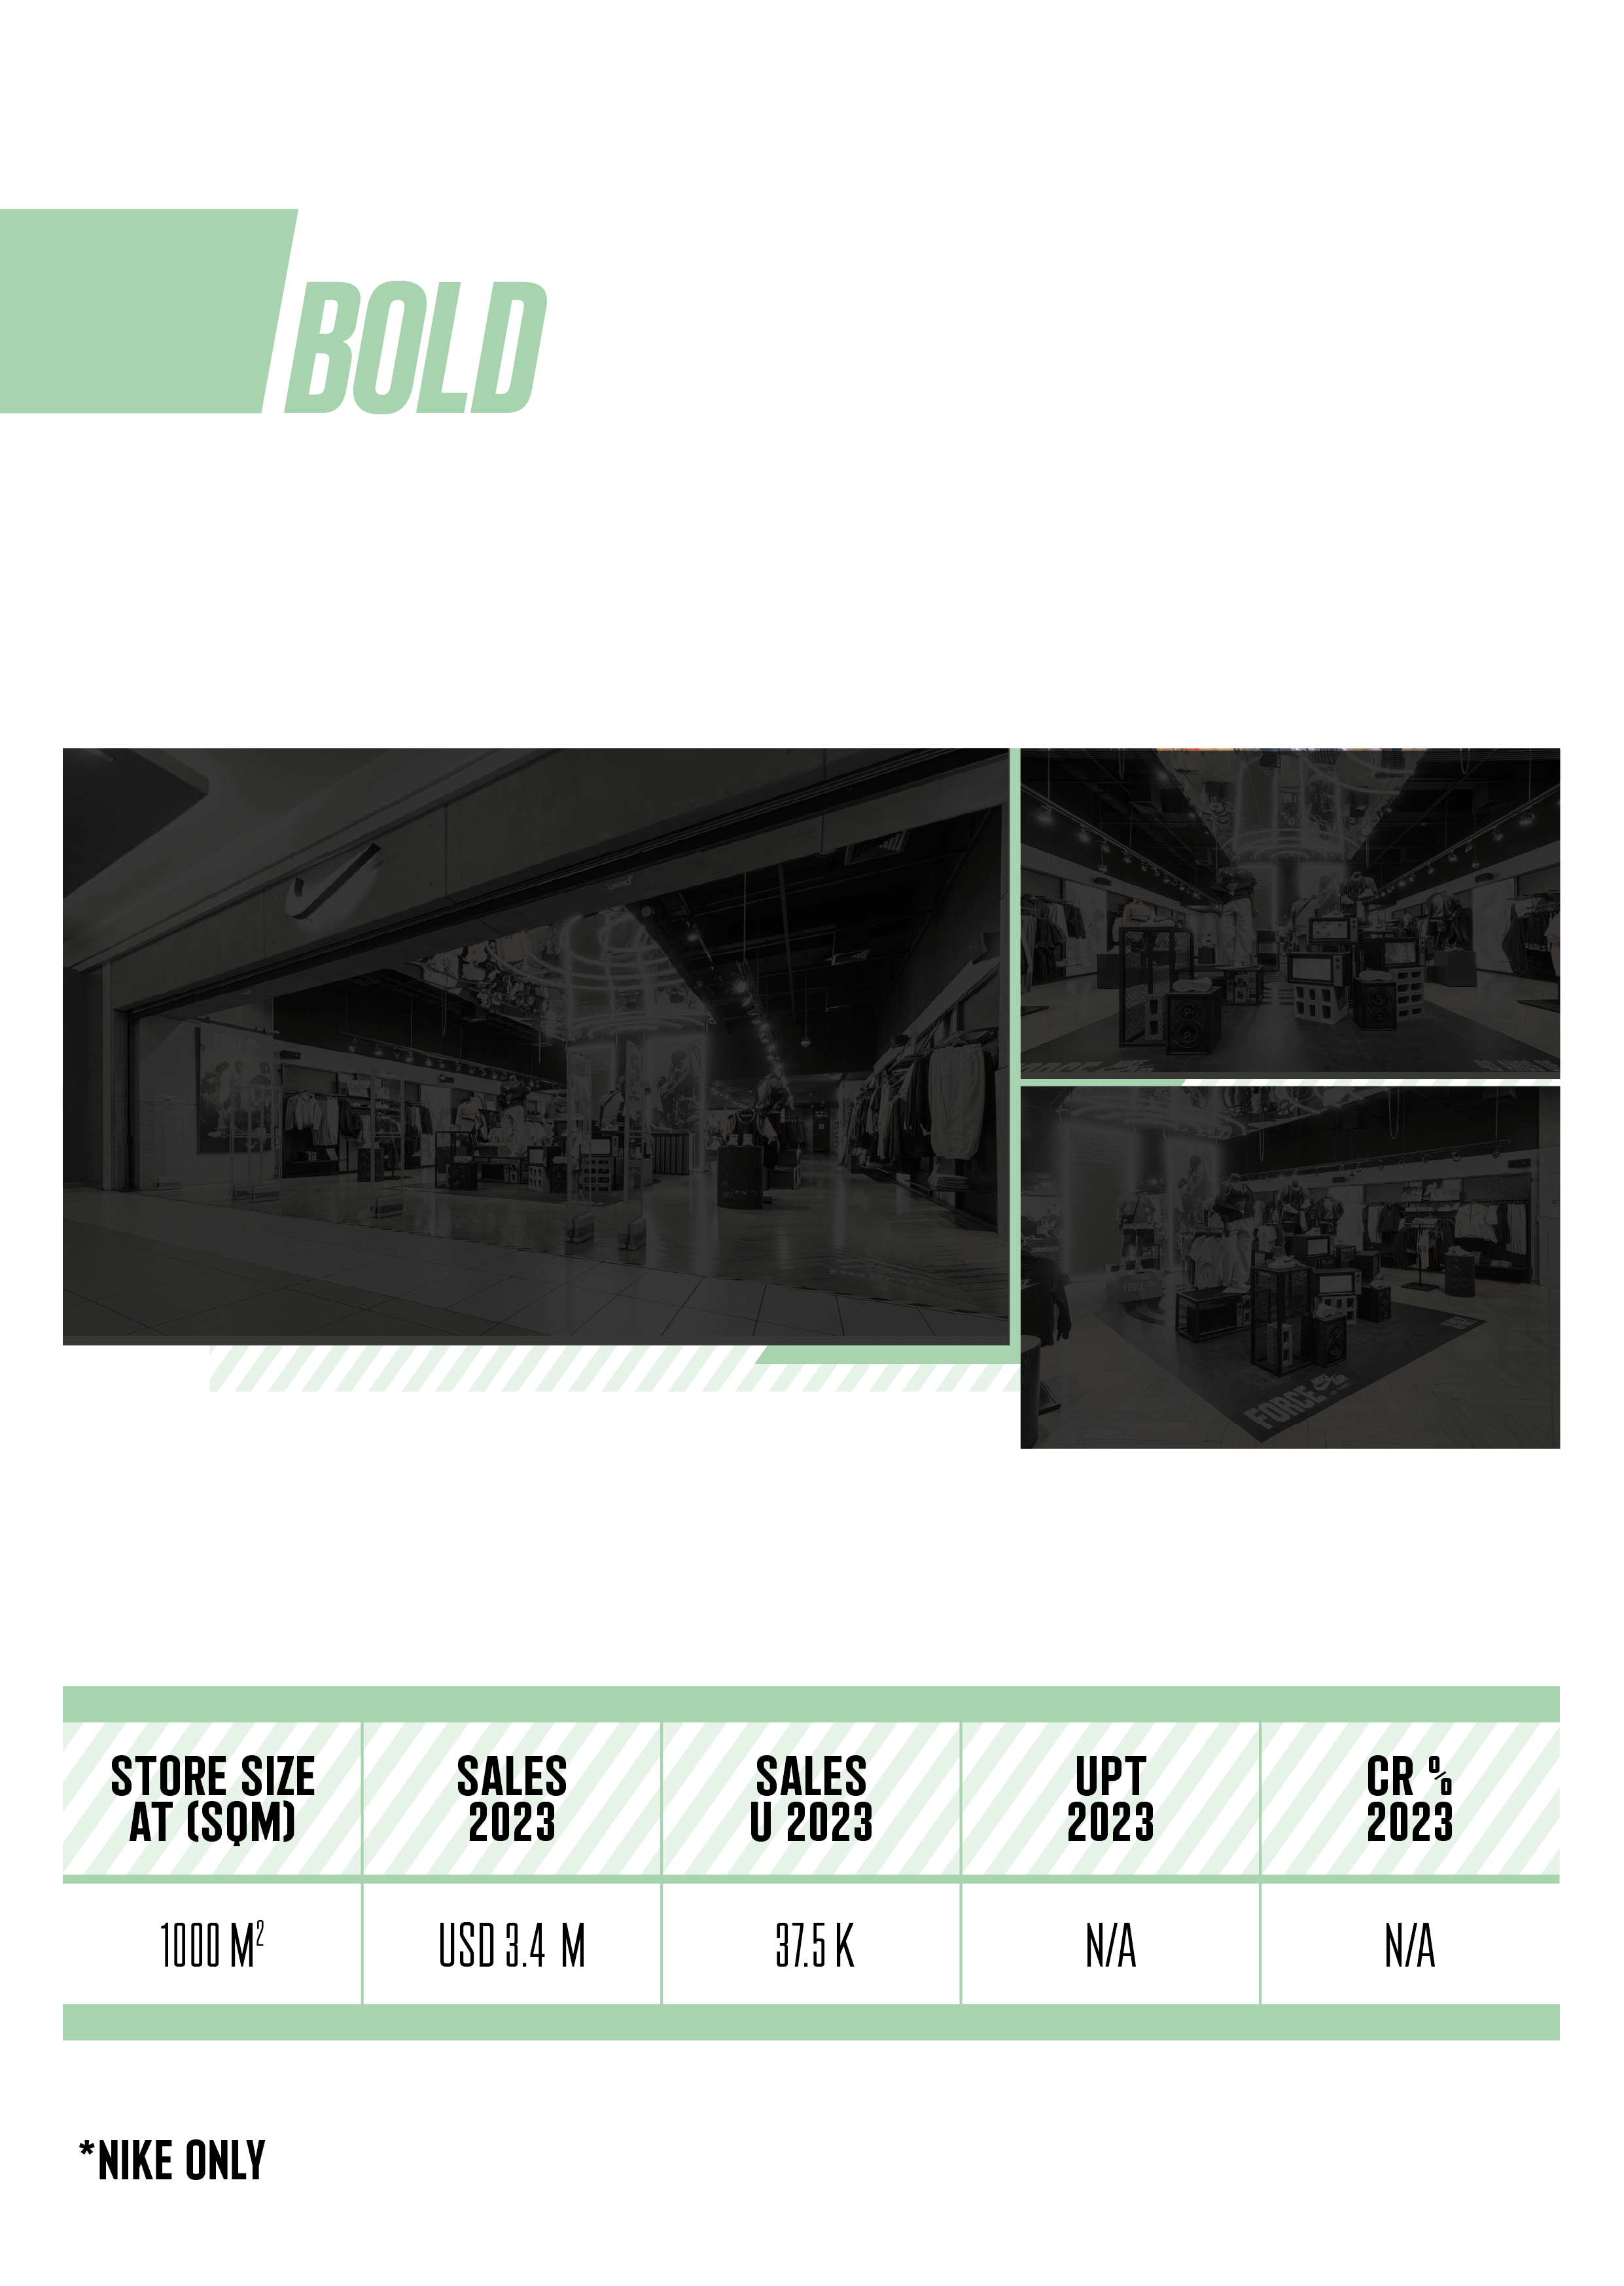 BOLD
FORCE
STORE SIZE
AT (SQM)
SALES
2023
SALES
U 2023
UPT
2023
CR %
2023
1000 M²
USD 3.4 M
37.5 K
N/A
N/A
*NIKE ONLY